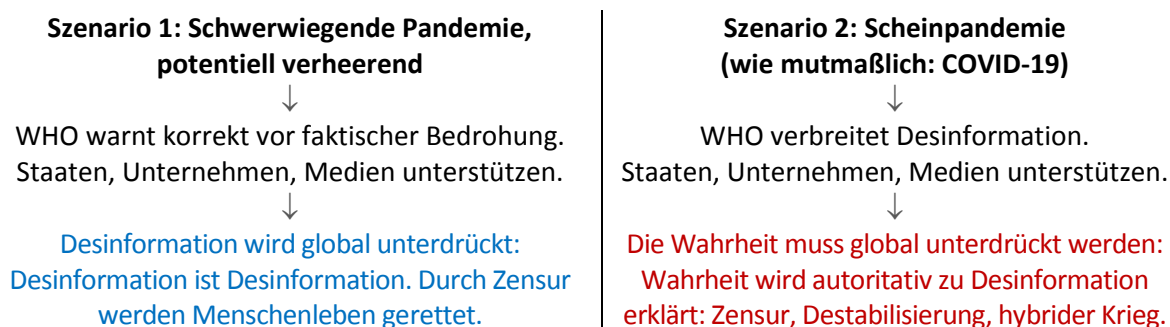 Szenario 1: Schwerwiegende Pandemie,
potentiell verheerend
↓
WHO warnt korrekt vor faktischer Bedrohung.
Staaten, Unternehmen, Medien unterstützen.
↓
Desinformation wird global unterdrückt:
Desinformation ist Desinformation. Durch Zensur
werden Menschenleben gerettet.
Szenario 2: Scheinpandemie
(wie mutmaßlich: COVID-19)
↓
WHO verbreitet Desinformation.
Staaten, Unternehmen, Medien unterstützen.
↓
Die Wahrheit muss global unterdrückt werden:
Wahrheit wird autoritativ zu Desinformation
erklärt: Zensur, Destabilisierung, hybrider Krieg.